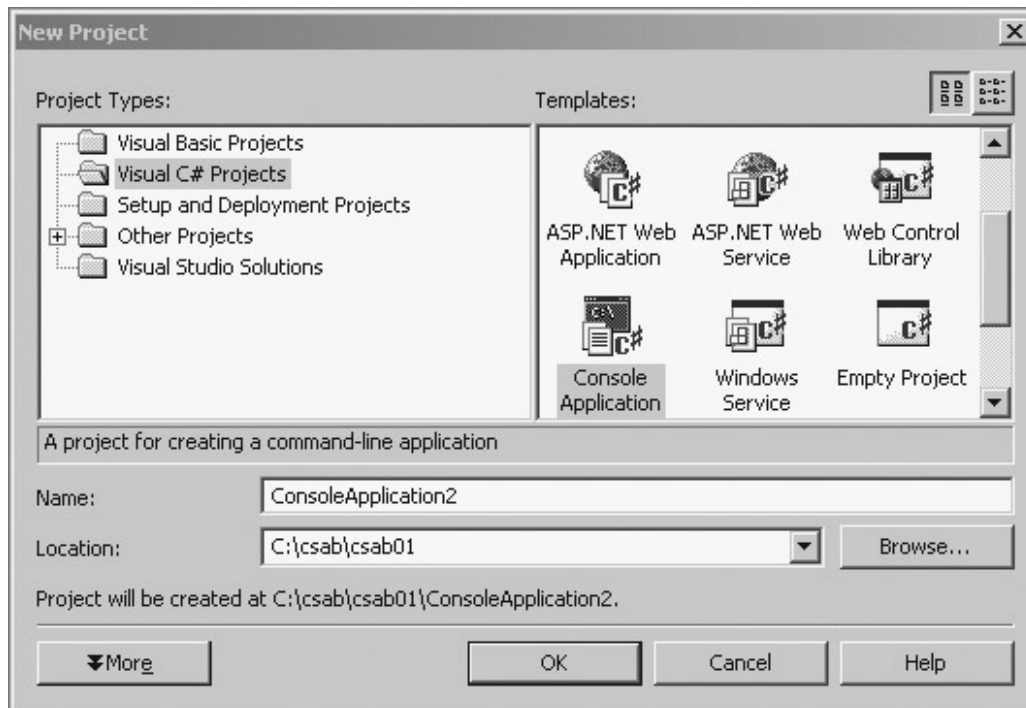 New Project
Project Types:
Templates:
Visual Basic Projects
Visual C# Projects
Setup and Deployment Projects
Other Projects
Visual Studio Solutions
ASP.NET Web Application
ASP.NET Web Service
Web Control Library
Console Application
Windows Service
Empty Project
A project for creating a command-line application
Name:
ConsoleApplication2
Location:
C:\csab\csab01
Browse...
Project will be created at C:\csab\csab01\ConsoleApplication2.
More
OK
Cancel
Help